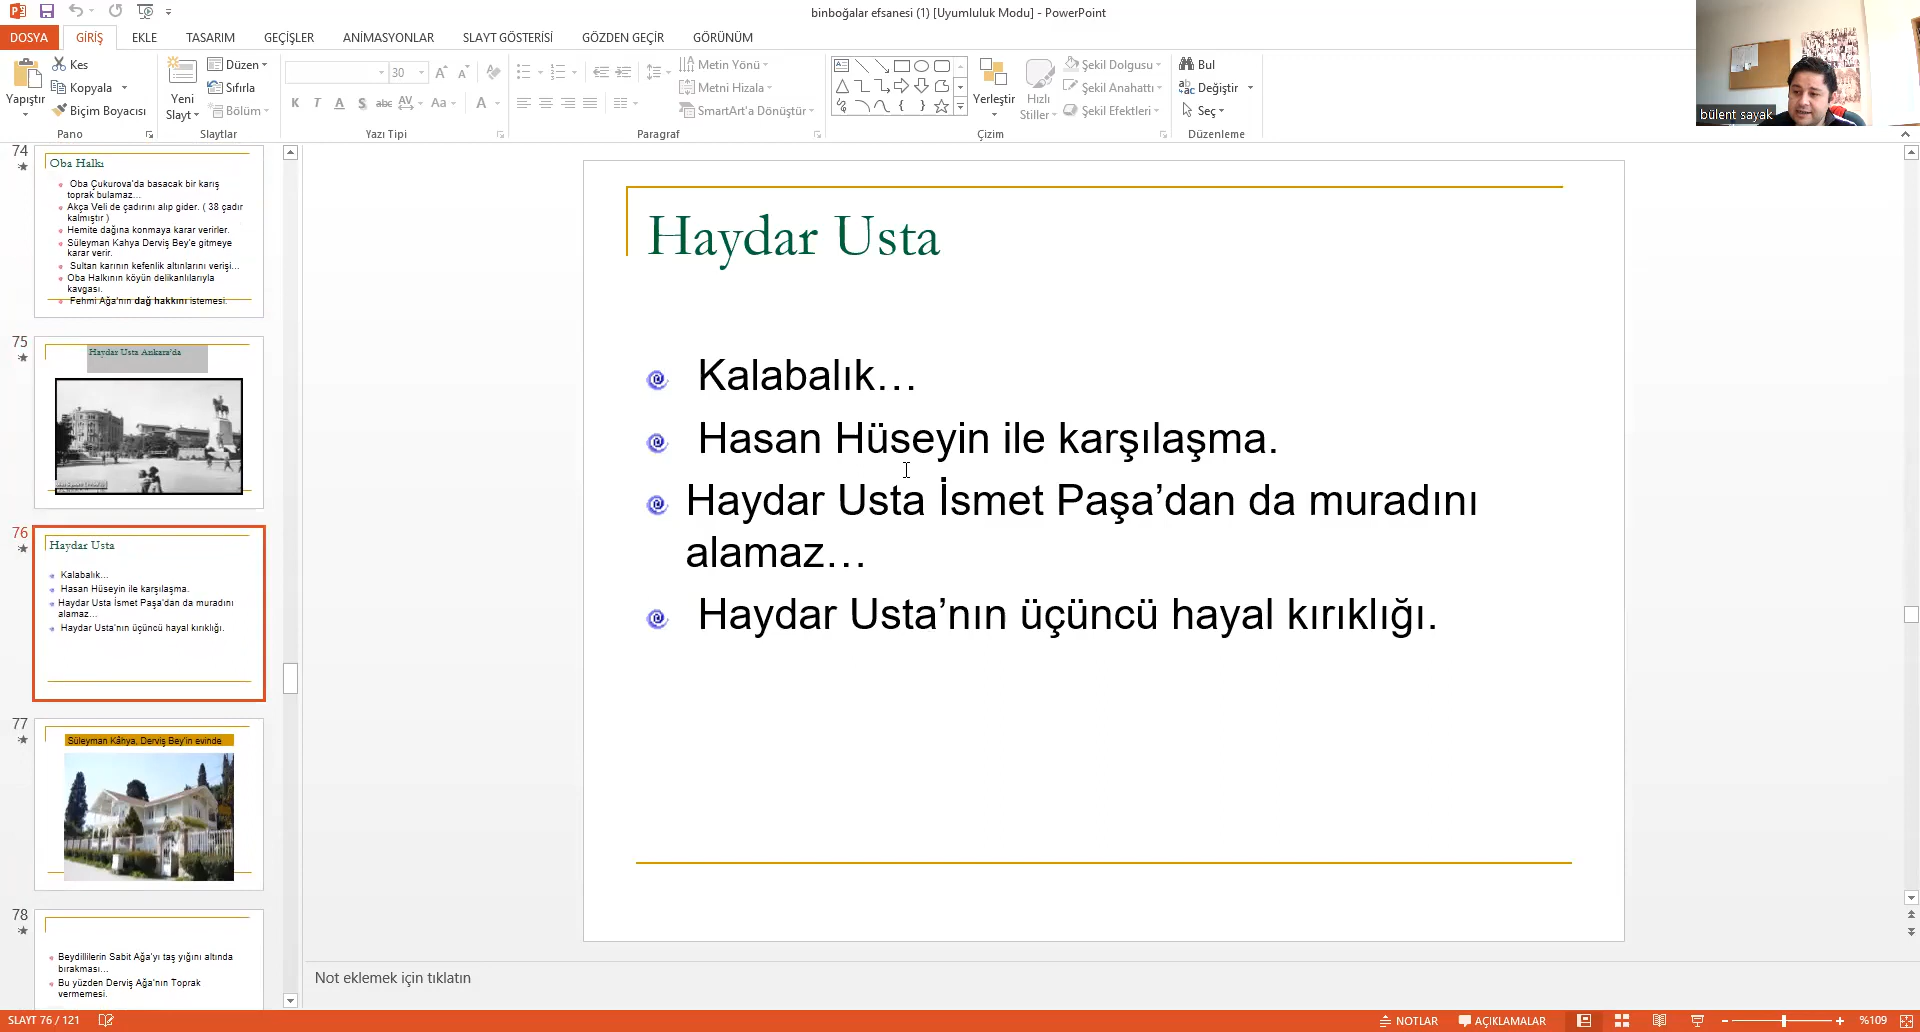 binboğalar efsanesi (1) [Uyumluluk Modu] - PowerPoint
DOSYA GİRİŞ EKLE TASARIM GEÇİŞLER ANİMASYONLAR SLAYT GÖSTERİSİ GÖZDEN GEÇİR GÖRÜNÜM
Yapıştır
Kes
Kopyala
Biçim Boyacısı
Pano
Yeni
Slayt
Düzen
Sıfırla
Bölüm
Slaytlar
30
K T A S abc AV Aa A
Yazı Tipi
Metin Yönü
Metni Hizala
SmartArt'a Dönüştür
Paragraf
Yerleştir
Hızlı
Stiller
Şekil Dolgusu
Şekil Anahattı
Şekil Efektleri
Çizim
Bul
Değiştir
Seç
Düzenleme
bülent sayak
74
Oba Halkı
Oba Çukurova'da basacak bir karış
toprak bulamaz...
Akça Veli de çadırını alıp gider. ( 38 çadır
kalmıştır )
Hemite dağına konmaya karar verirler.
Süleyman Kahya Derviş Bey'e gitmeye
karar verir.
Sultan karının kefenlik altınlarını verişi...
Oba Halkının köyün delikanlılarıyla
kavgası.
Fehmi Ağa'nın dağ hakkını istemesi.
75
Haydar Usta Ankara'da
76
Haydar Usta
Kalabalık...
Hasan Hüseyin ile karşılaşma.
Haydar Usta İsmet Paşa'dan da muradını
alamaz...
Haydar Usta'nın üçüncü hayal kırıklığı.
77
Süleyman Kâhya, Derviş Bey'in evinde
78
Beydillilerin Sabit Ağa'yı taş yığını altında
bırakması...
Bu yüzden Derviş Ağa'nın Toprak
vermemesi.
Haydar Usta
Kalabalık…
Hasan Hüseyin ile karşılaşma.
Haydar Usta İsmet Paşa’dan da muradını
alamaz…
Haydar Usta’nın üçüncü hayal kırıklığı.
Not eklemek için tıklatın
SLAYT 76 / 121
NOTLAR
AÇIKLAMALAR
%109